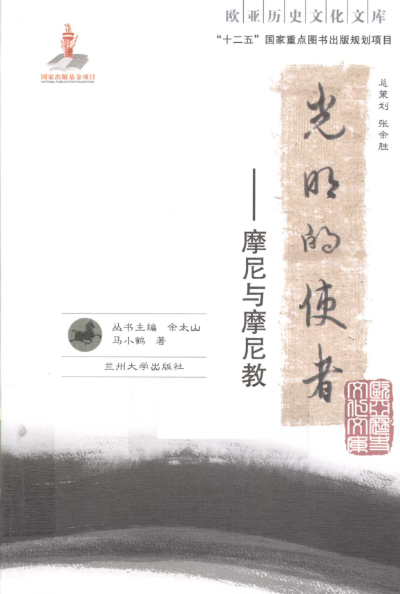 欧亚历史文化文库
“十二五”国家重点图书出版规划项目
国家出版基金项目
NATIONAL PUBLICATION FOUNDATION
总策划 张余胜
光明的使者
——摩尼与摩尼教
丛书主编 余太山
马小鹤 著
兰州大学出版社